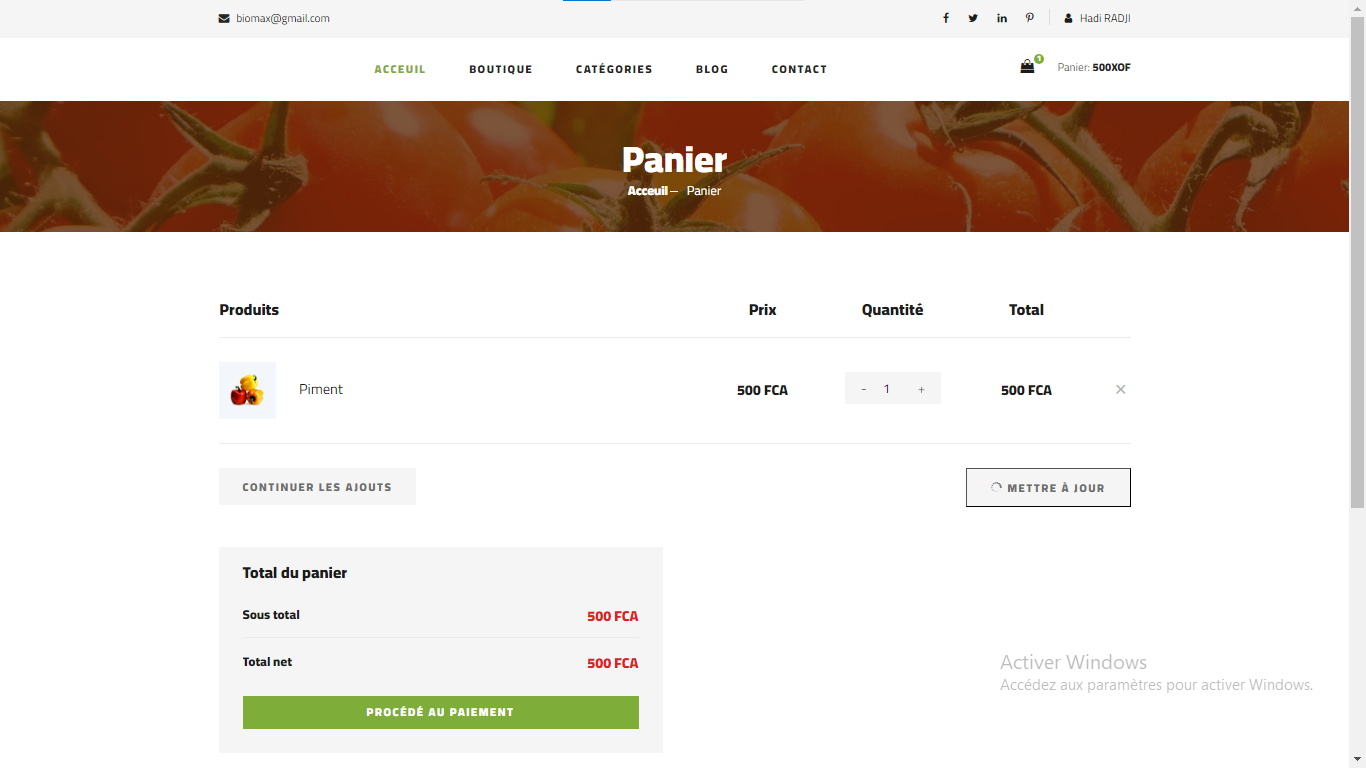 biomax@gmail.com
Hadi RADJI
ACCEUIL BOUTIQUE CATÉGORIES BLOG CONTACT
1 Panier: 500XOF
Panier
Acceuil – Panier
Produits Prix Quantité Total
Piment 500 FCA - 1 + 500 FCA ×
CONTINUER LES AJOUTS METTRE À JOUR
Total du panier
Sous total 500 FCA
Total net 500 FCA
PROCÉDÉ AU PAIEMENT
Activer Windows
Accédez aux paramètres pour activer Windows.